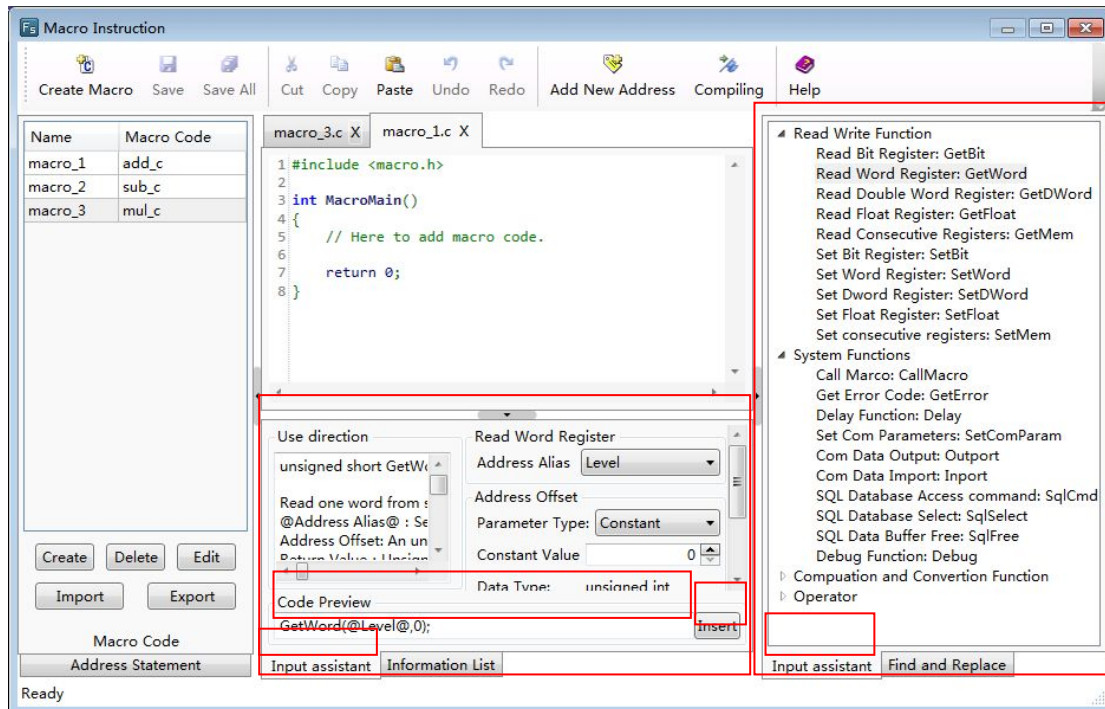 Fs Macro Instruction
Create Macro Save Save All Cut Copy Paste Undo Redo Add New Address Compiling Help
Name Macro Code
macro_1 add_c
macro_2 sub_c
macro_3 mul_c
Create Delete Edit
Import Export
Macro Code
Address Statement
macro_3.c X macro_1.c X
1 #include <macro.h>
2
3 int MacroMain()
4 {
5 // Here to add macro code.
6
7 return 0;
8 }
Use direction
unsigned short GetWo
Read one word from s
@Address Alias@ : Se
Address Offset: An un
Return Value : Unsign
Read Word Register
Address Alias Level
Address Offset
Parameter Type: Constant
Constant Value 0
Data Type: unsigned int
Code Preview
GetWord(@Level@,0); Insert
Input assistant Information List
Read Write Function
Read Bit Register: GetBit
Read Word Register: GetWord
Read Double Word Register: GetDWord
Read Float Register: GetFloat
Read Consecutive Registers: GetMem
Set Bit Register: SetBit
Set Word Register: SetWord
Set Dword Register: SetDWord
Set Float Register: SetFloat
Set consecutive registers: SetMem
System Functions
Call Marco: CallMacro
Get Error Code: GetError
Delay Function: Delay
Set Com Parameters: SetComParam
Com Data Output: Outport
Com Data Import: Inport
SQL Database Access command: SqlCmd
SQL Database Select: SqlSelect
SQL Data Buffer Free: SqlFree
Debug Function: Debug
Compuation and Convertion Function
Operator
Input assistant Find and Replace
Ready